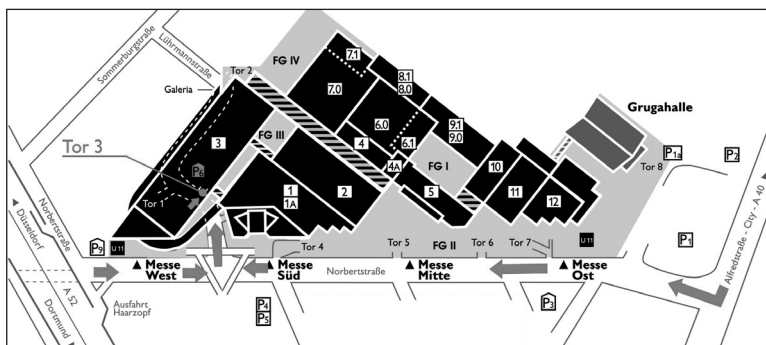 Sommerburgstraße
Lührmannstraße
FG IV
7.1
Tor 2
8.1
8.0
Galeria
7.0
Grugahalle
6.0
9.1
9.0
3
FG III
6.1
4
Tor 3
FG I
P1a
P2
4A
10
Tor 8
P6
1
1A
2
5
11
Tor 1
12
Norbertstraße
Düsseldorf
P9
U 11
Tor 4
Tor 5
FG II
Tor 6
Tor 7
U 11
P1
Alfredstraße - City - A 40
Messe
West
Messe
Süd
Norbertstraße
Messe
Mitte
Messe
Ost
A 52
Dortmund
Ausfahrt
Haarzopf
P4
P5
P3